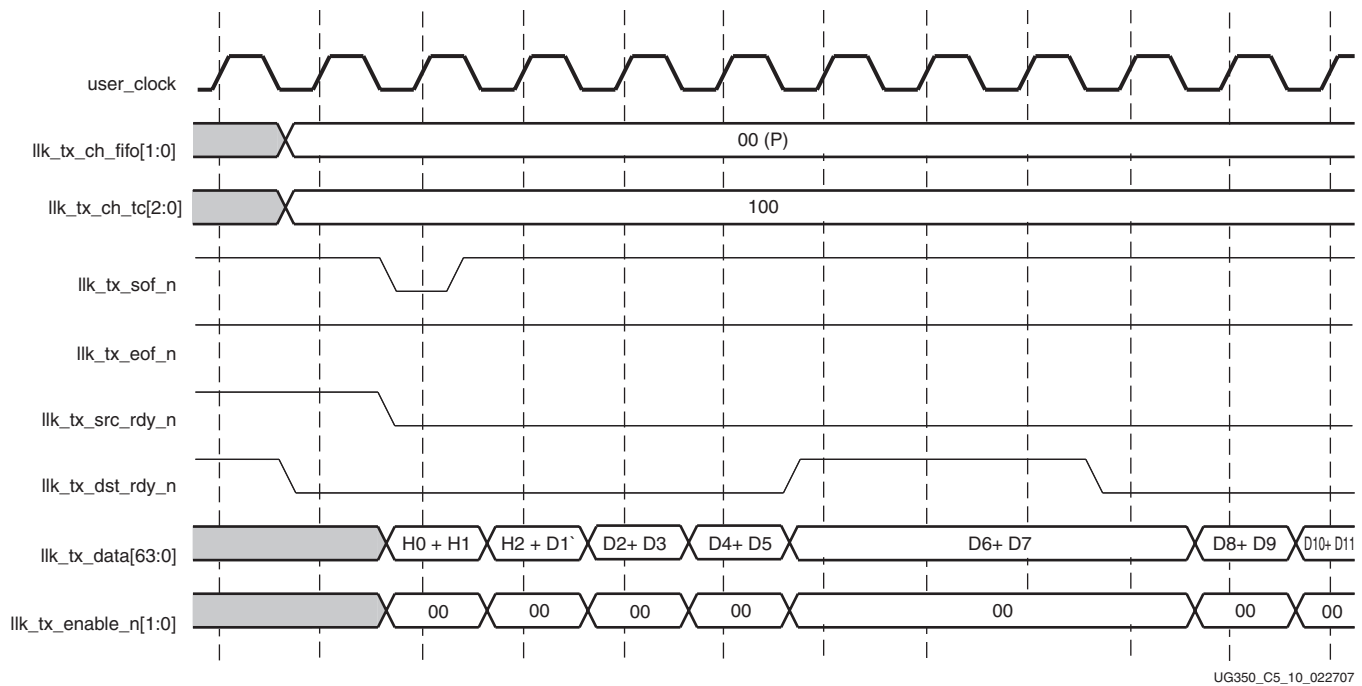 user_clock
llk_tx_ch_fifo[1:0]
00 (P)
llk_tx_ch_tc[2:0]
100
llk_tx_sof_n
llk_tx_eof_n
llk_tx_src_rdy_n
llk_tx_dst_rdy_n
llk_tx_data[63:0]
H0 + H1
H2 + D1`
D2+ D3
D4+ D5
D6+ D7
D8+ D9
D10+ D11
llk_tx_enable_n[1:0]
00
00
00
00
00
00
00
UG350_C5_10_022707